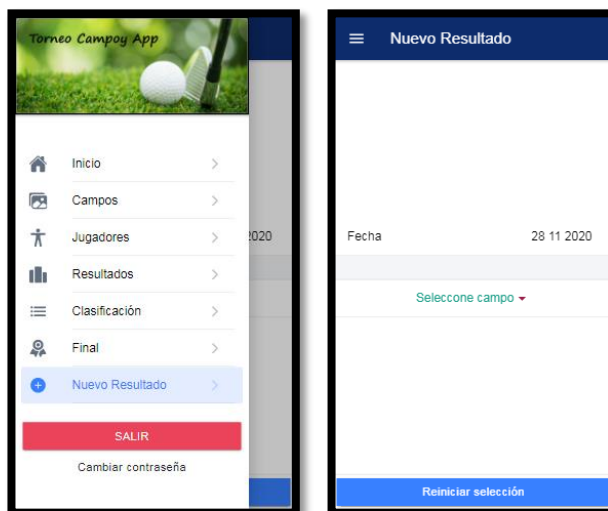 Torneo Campoy App
Inicio
Campos
Jugadores
2020
Resultados
Clasificación
Final
Nuevo Resultado
SALIR
Cambiar contraseña
Nuevo Resultado
Fecha 28 11 2020
Seleccone campo
Reiniciar selección